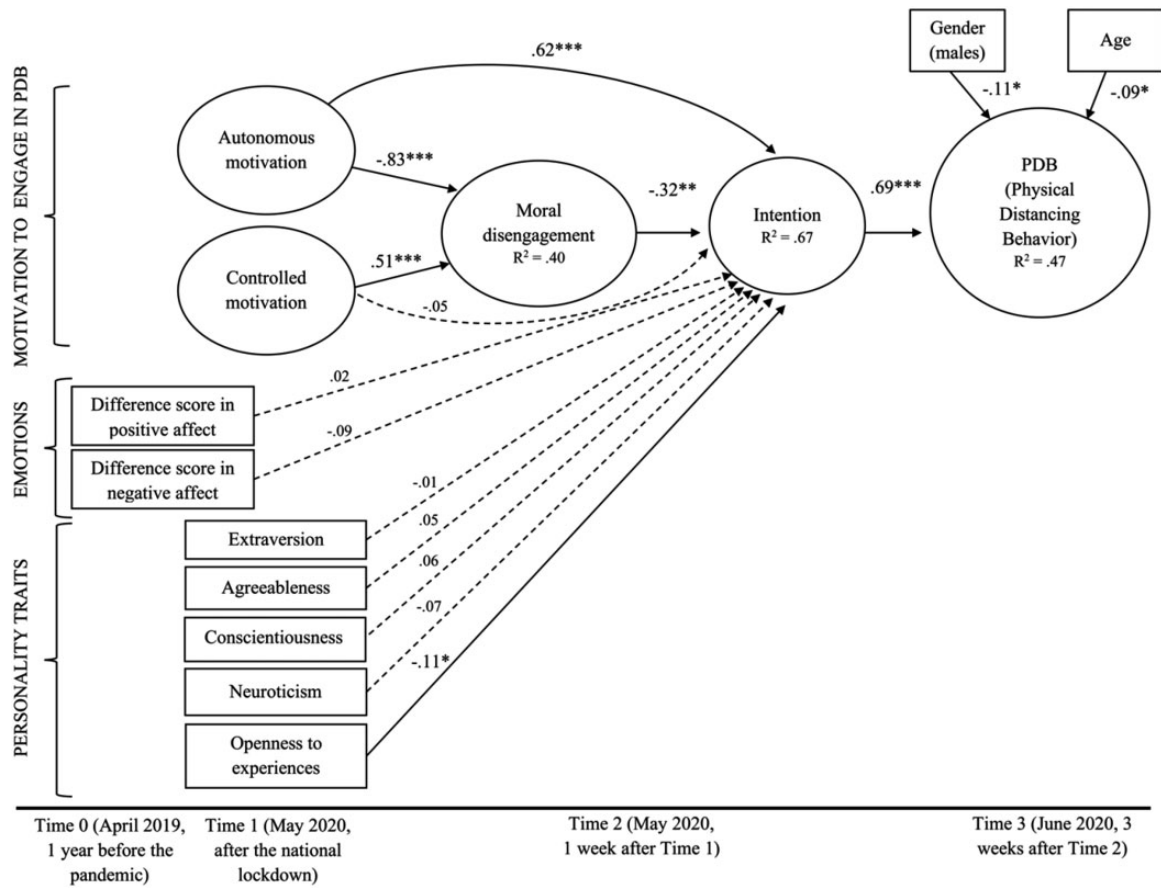 MOTIVATION TO ENGAGE IN PDB
EMOTIONS
PERSONALITY TRAITS
Gender
(males)
Age
-.11*
-.09*
.62***
Autonomous
motivation
-.83***
Moral
disengagement
R² = .40
-.32**
Intention
R² = .67
.69***
PDB
(Physical
Distancing
Behavior)
R² = .47
Controlled
motivation
.51***
-.05
Difference score in
positive affect
.02
Difference score in
negative affect
-.09
Extraversion
-.01
Agreeableness
.05
Conscientiousness
.06
Neuroticism
-.07
Openness to
experiences
-.11*
Time 0 (April 2019,
1 year before the
pandemic)
Time 1 (May 2020,
after the national
lockdown)
Time 2 (May 2020,
1 week after Time 1)
Time 3 (June 2020, 3
weeks after Time 2)